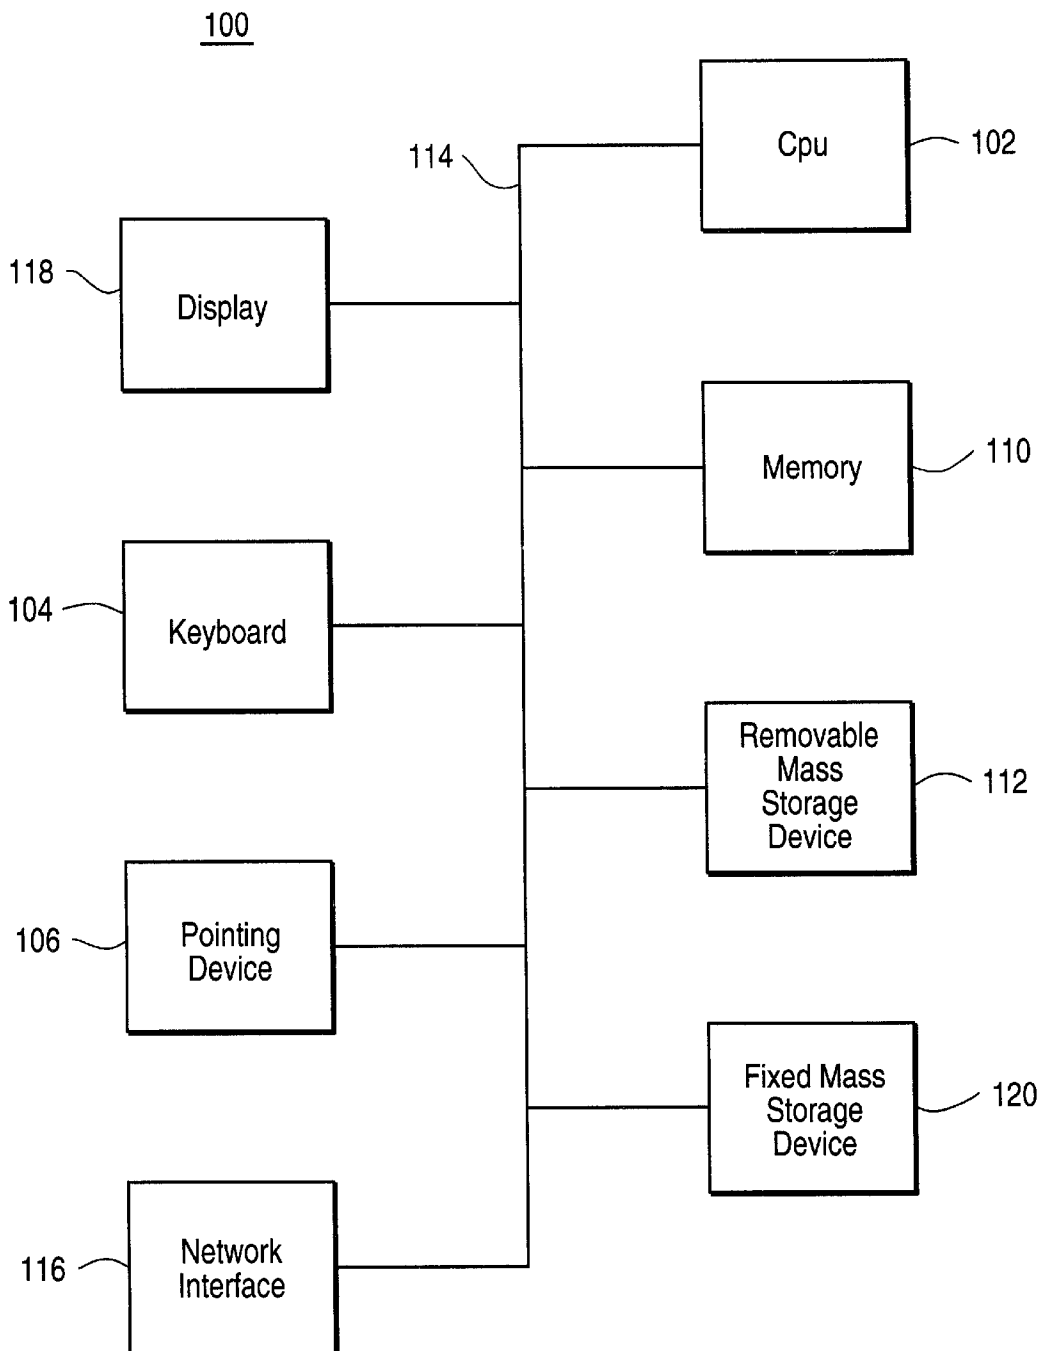 100
Cpu
102
114
118
Display
Memory
110
104
Keyboard
Removable
Mass
Storage
Device
112
106
Pointing
Device
Fixed Mass
Storage
Device
120
116
Network
Interface